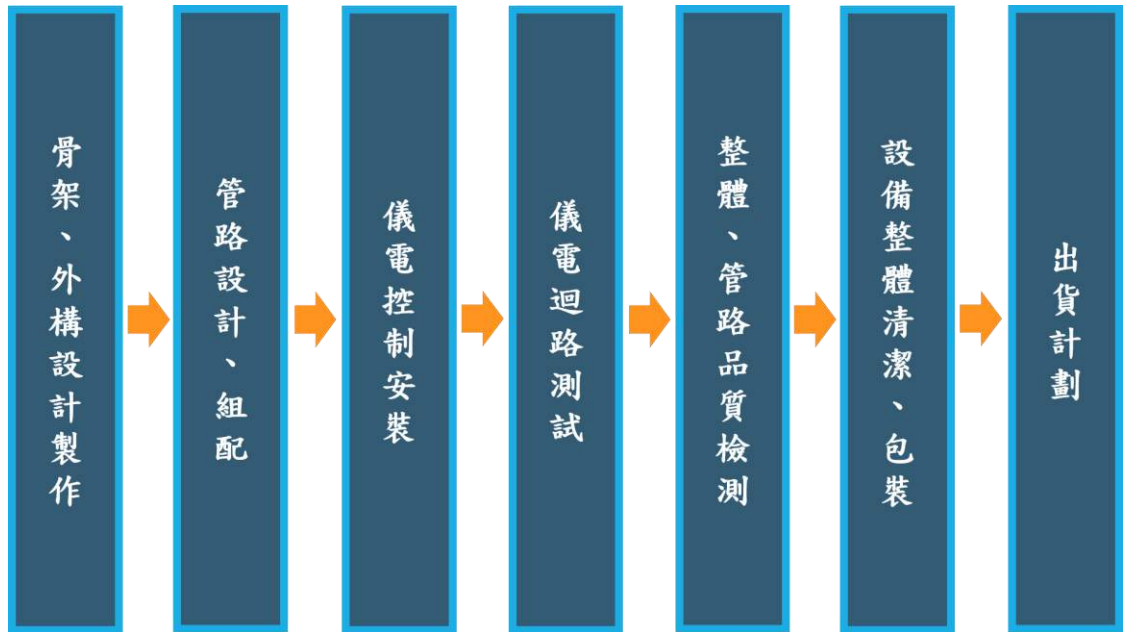 骨架、外構設計製作
管路設計、組配
儀電控制安裝
儀電迴路測試
整體、管路品質檢測
設備整體清潔、包裝
出貨計劃